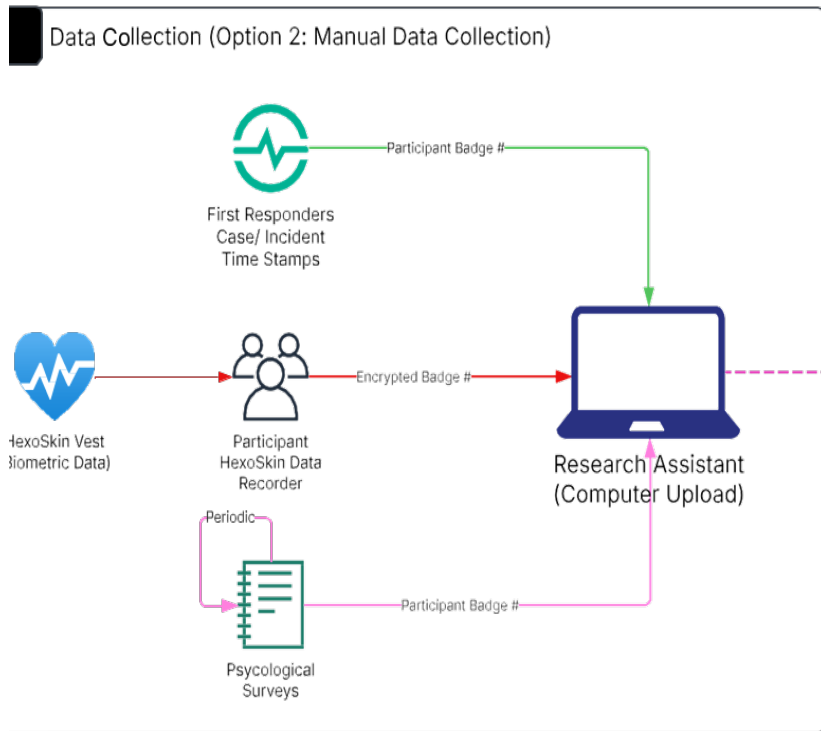 Data Collection (Option 2: Manual Data Collection)
Participant Badge #
First Responders
Case/ Incident
Time Stamps
Encrypted Badge #
HexoSkin Vest
Biometric Data)
Participant
HexoSkin Data
Recorder
Research Assistant
(Computer Upload)
Periodic
Participant Badge #
Psycological
Surveys